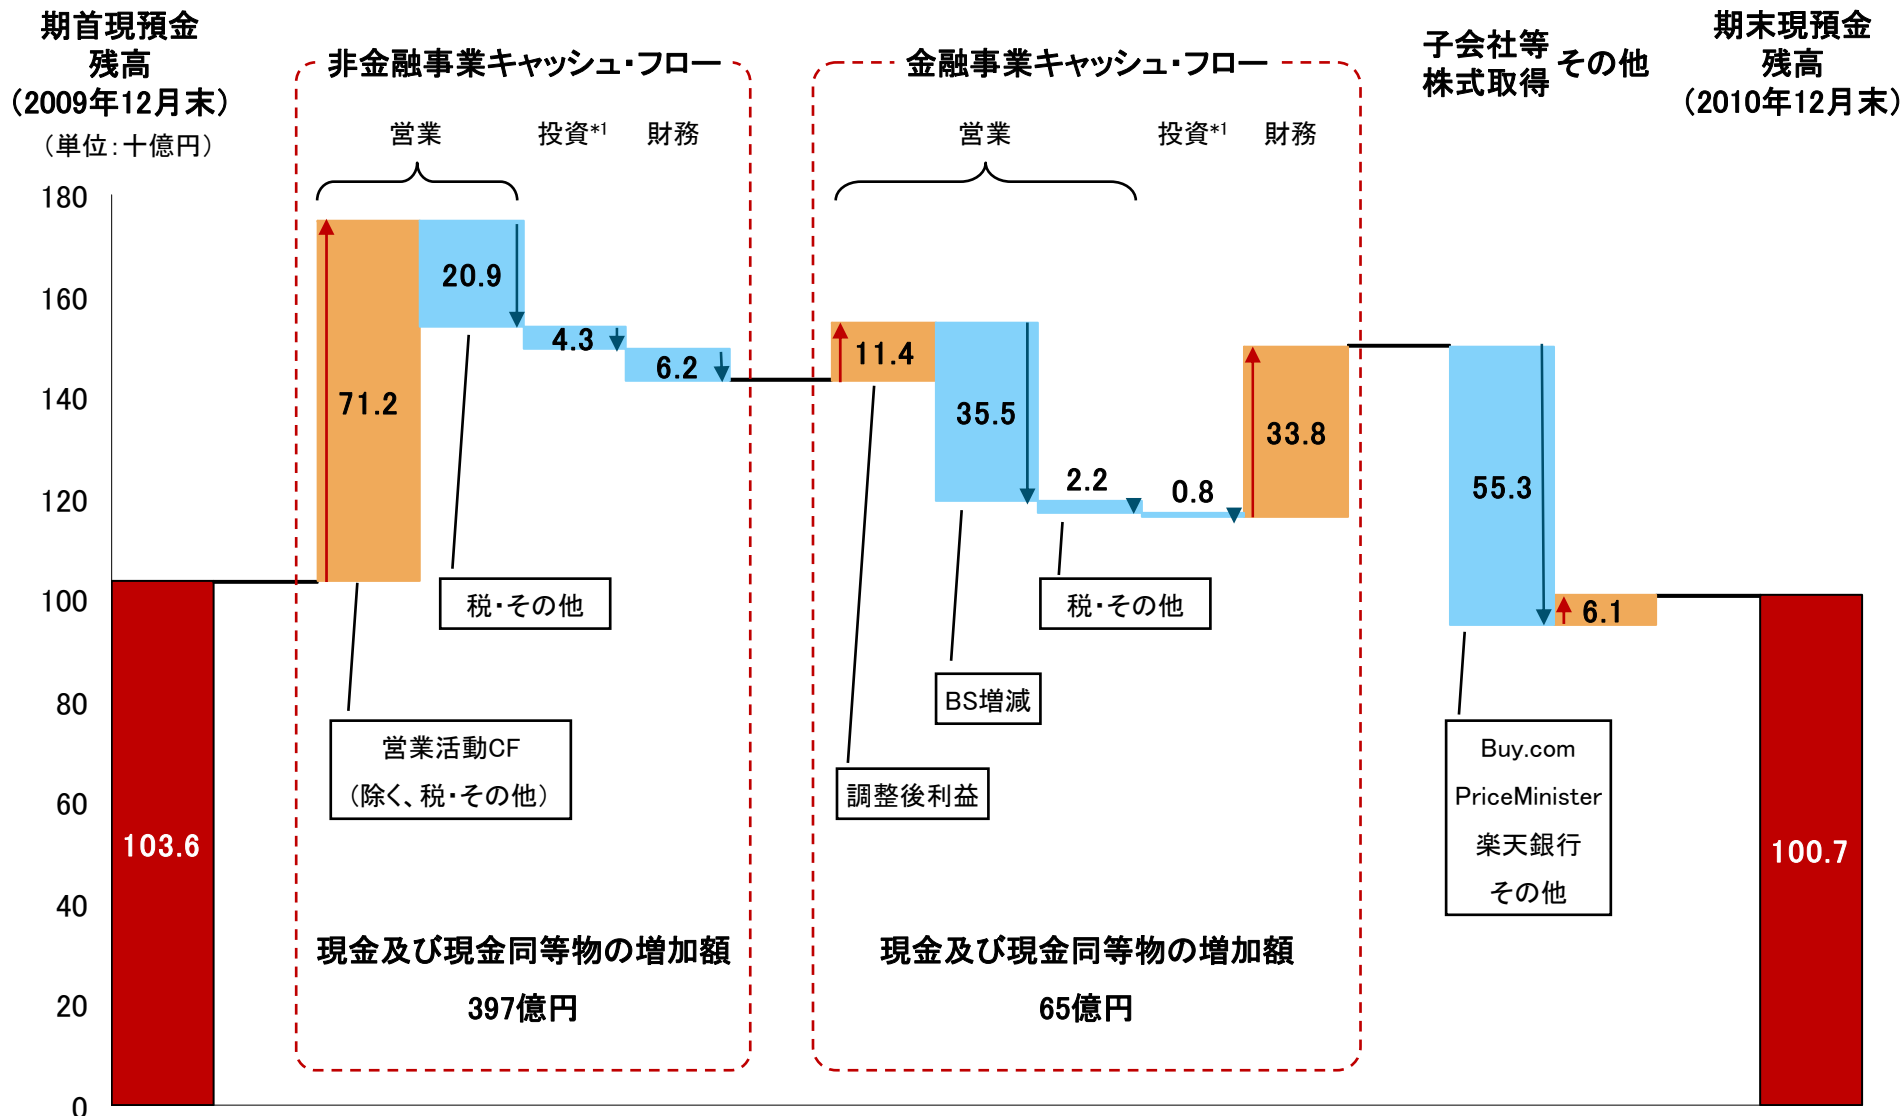 期首現預金
残高
（2009年12月末）
（単位：十億円）
非金融事業キャッシュ・フロー
営業
投資*1
財務
金融事業キャッシュ・フロー
営業
投資*1
財務
子会社等
株式取得
その他
期末現預金
残高
（2010年12月末）
180
160
140
120
100
80
60
40
20
0
103.6
71.2
20.9
4.3
6.2
11.4
35.5
2.2
0.8
33.8
55.3
6.1
100.7
税・その他
営業活動CF
（除く、税・その他）
税・その他
BS増減
調整後利益
Buy.com
PriceMinister
楽天銀行
その他
現金及び現金同等物の増加額
397億円
現金及び現金同等物の増加額
65億円